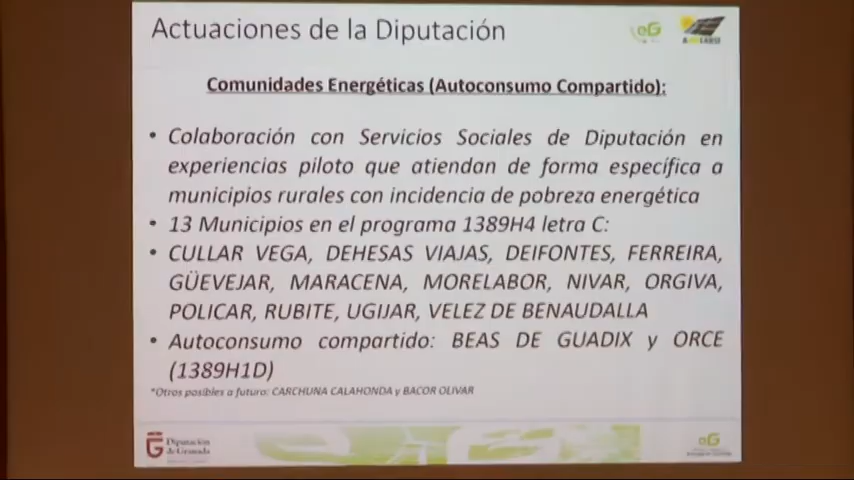 Actuaciones de la Diputación
Comunidades Energéticas (Autoconsumo Compartido):
• Colaboración con Servicios Sociales de Diputación en
experiencias piloto que atiendan de forma específica a
municipios rurales con incidencia de pobreza energética
• 13 Municipios en el programa 1389H4 letra C:
• CULLAR VEGA, DEHESAS VIAJAS, DEIFONTES, FERREIRA,
GÜEVEJAR, MARACENA, MORELABOR, NIVAR, ORGIVA,
POLICAR, RUBITE, UGIJAR, VELEZ DE BENAUDALLA
• Autoconsumo compartido: BEAS DE GUADIX y ORCE
(1389H1D)
*Otros posibles a futuro: CARCHUNA CALAHONDA y BACOR OLIVAR
Diputación
de Granada